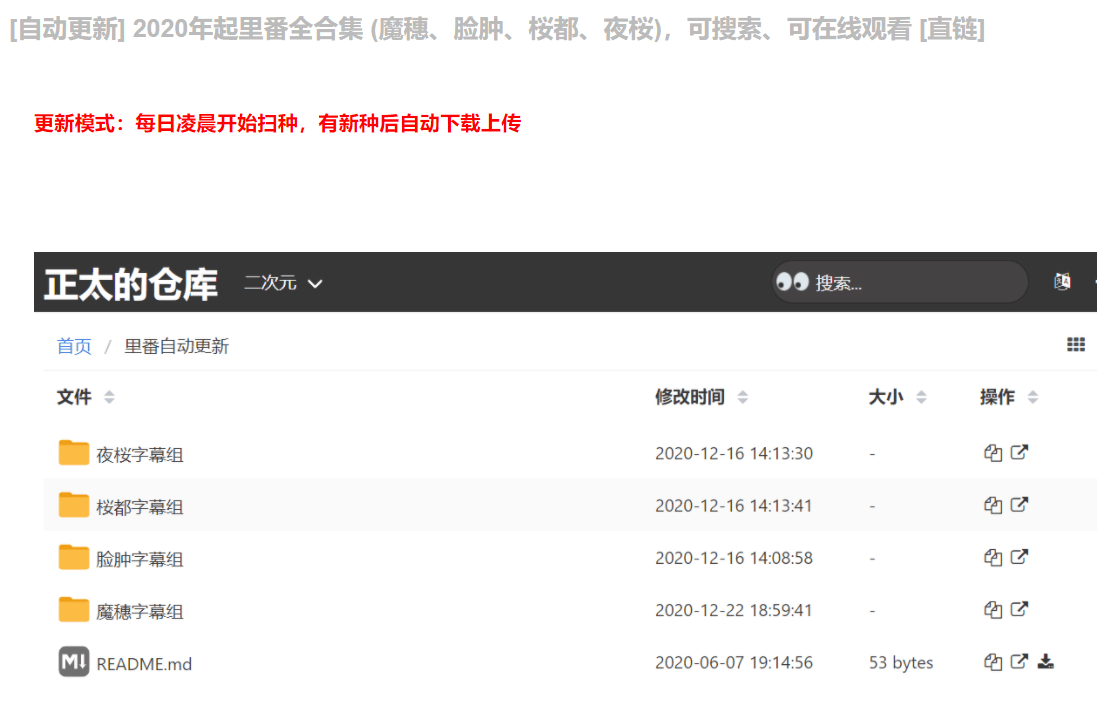 [自动更新] 2020年起里番全合集 (魔穗、脸肿、桜都、夜桜)，可搜索、可在线观看 [直链]
更新模式：每日凌晨开始扫种，有新种后自动下载上传
正太的仓库 二次元 搜索...
首页 / 里番自动更新
文件 修改时间 大小 操作
夜桜字幕组 2020-12-16 14:13:30 -
桜都字幕组 2020-12-16 14:13:41 -
脸肿字幕组 2020-12-16 14:08:58 -
魔穗字幕组 2020-12-22 18:59:41 -
M↓ README.md 2020-06-07 19:14:56 53 bytes